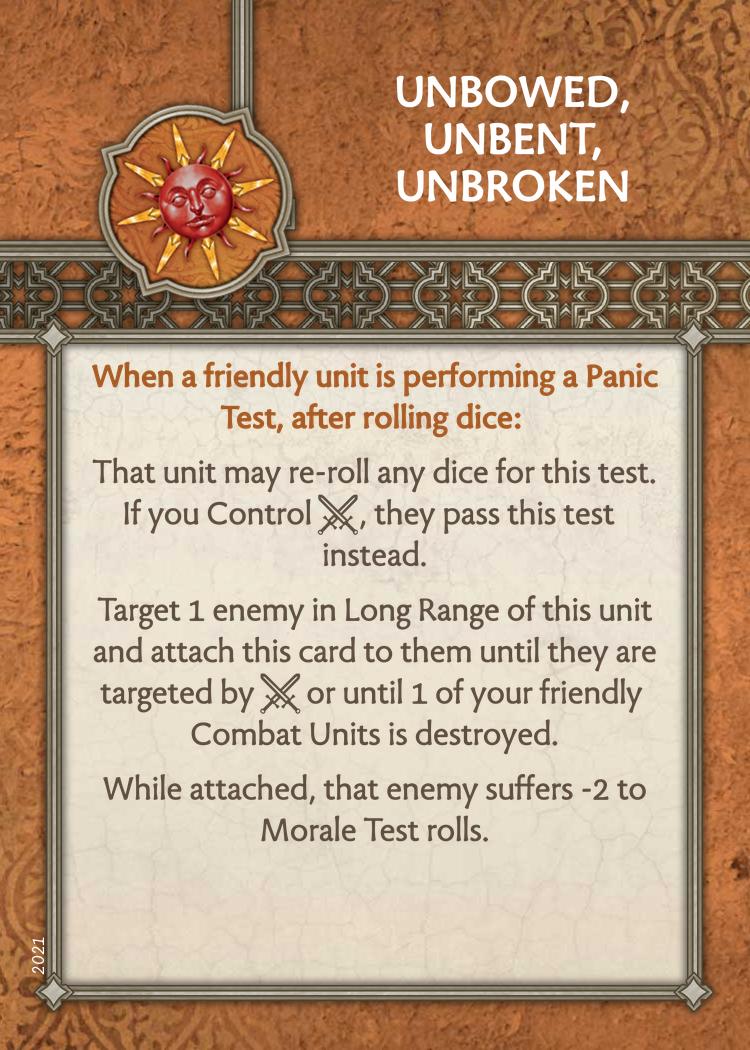 UNBOWED,
UNBENT,
UNBROKEN
When a friendly unit is performing a Panic
Test, after rolling dice:
That unit may re-roll any dice for this test.
If you Control , they pass this test
instead.
Target 1 enemy in Long Range of this unit
and attach this card to them until they are
targeted by or until 1 of your friendly
Combat Units is destroyed.
While attached, that enemy suffers -2 to
Morale Test rolls.
2021